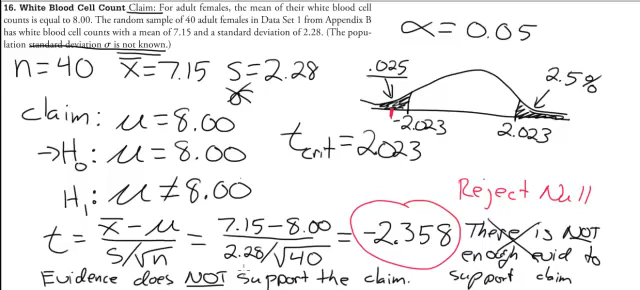 16. White Blood Cell Count Claim: For adult females, the mean of their white blood cell
counts is equal to 8.00. The random sample of 40 adult females in Data Set 1 from Appendix B
has white blood cell counts with a mean of 7.15 and a standard deviation of 2.28. (The popu-
lation standard deviation σ is not known.)
α = 0.05
n = 40 x̄ = 7.15 s = 2.28
σ
.025
2.5%
-2.023
2.023
claim: μ = 8.00
t crit = 2.023
→H₀: μ = 8.00
H₁: μ ≠ 8.00
Reject Null
t = x̄ - μ / s/√n = 7.15 - 8.00 / 2.28/√40 = -2.358
There is NOT
enough evid to
support claim
Evidence does NOT support the claim.